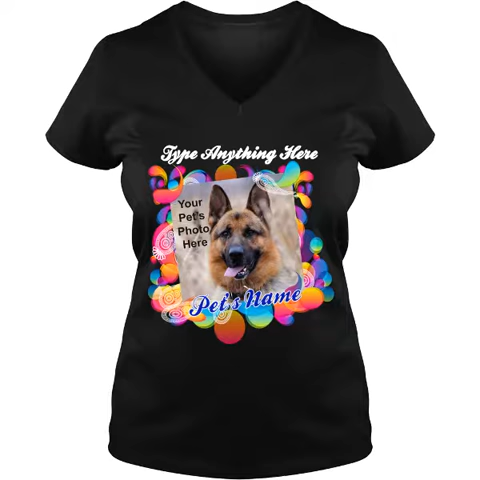 Type Anything Here
Your
Pet's
Photo
Here
Pet's Name